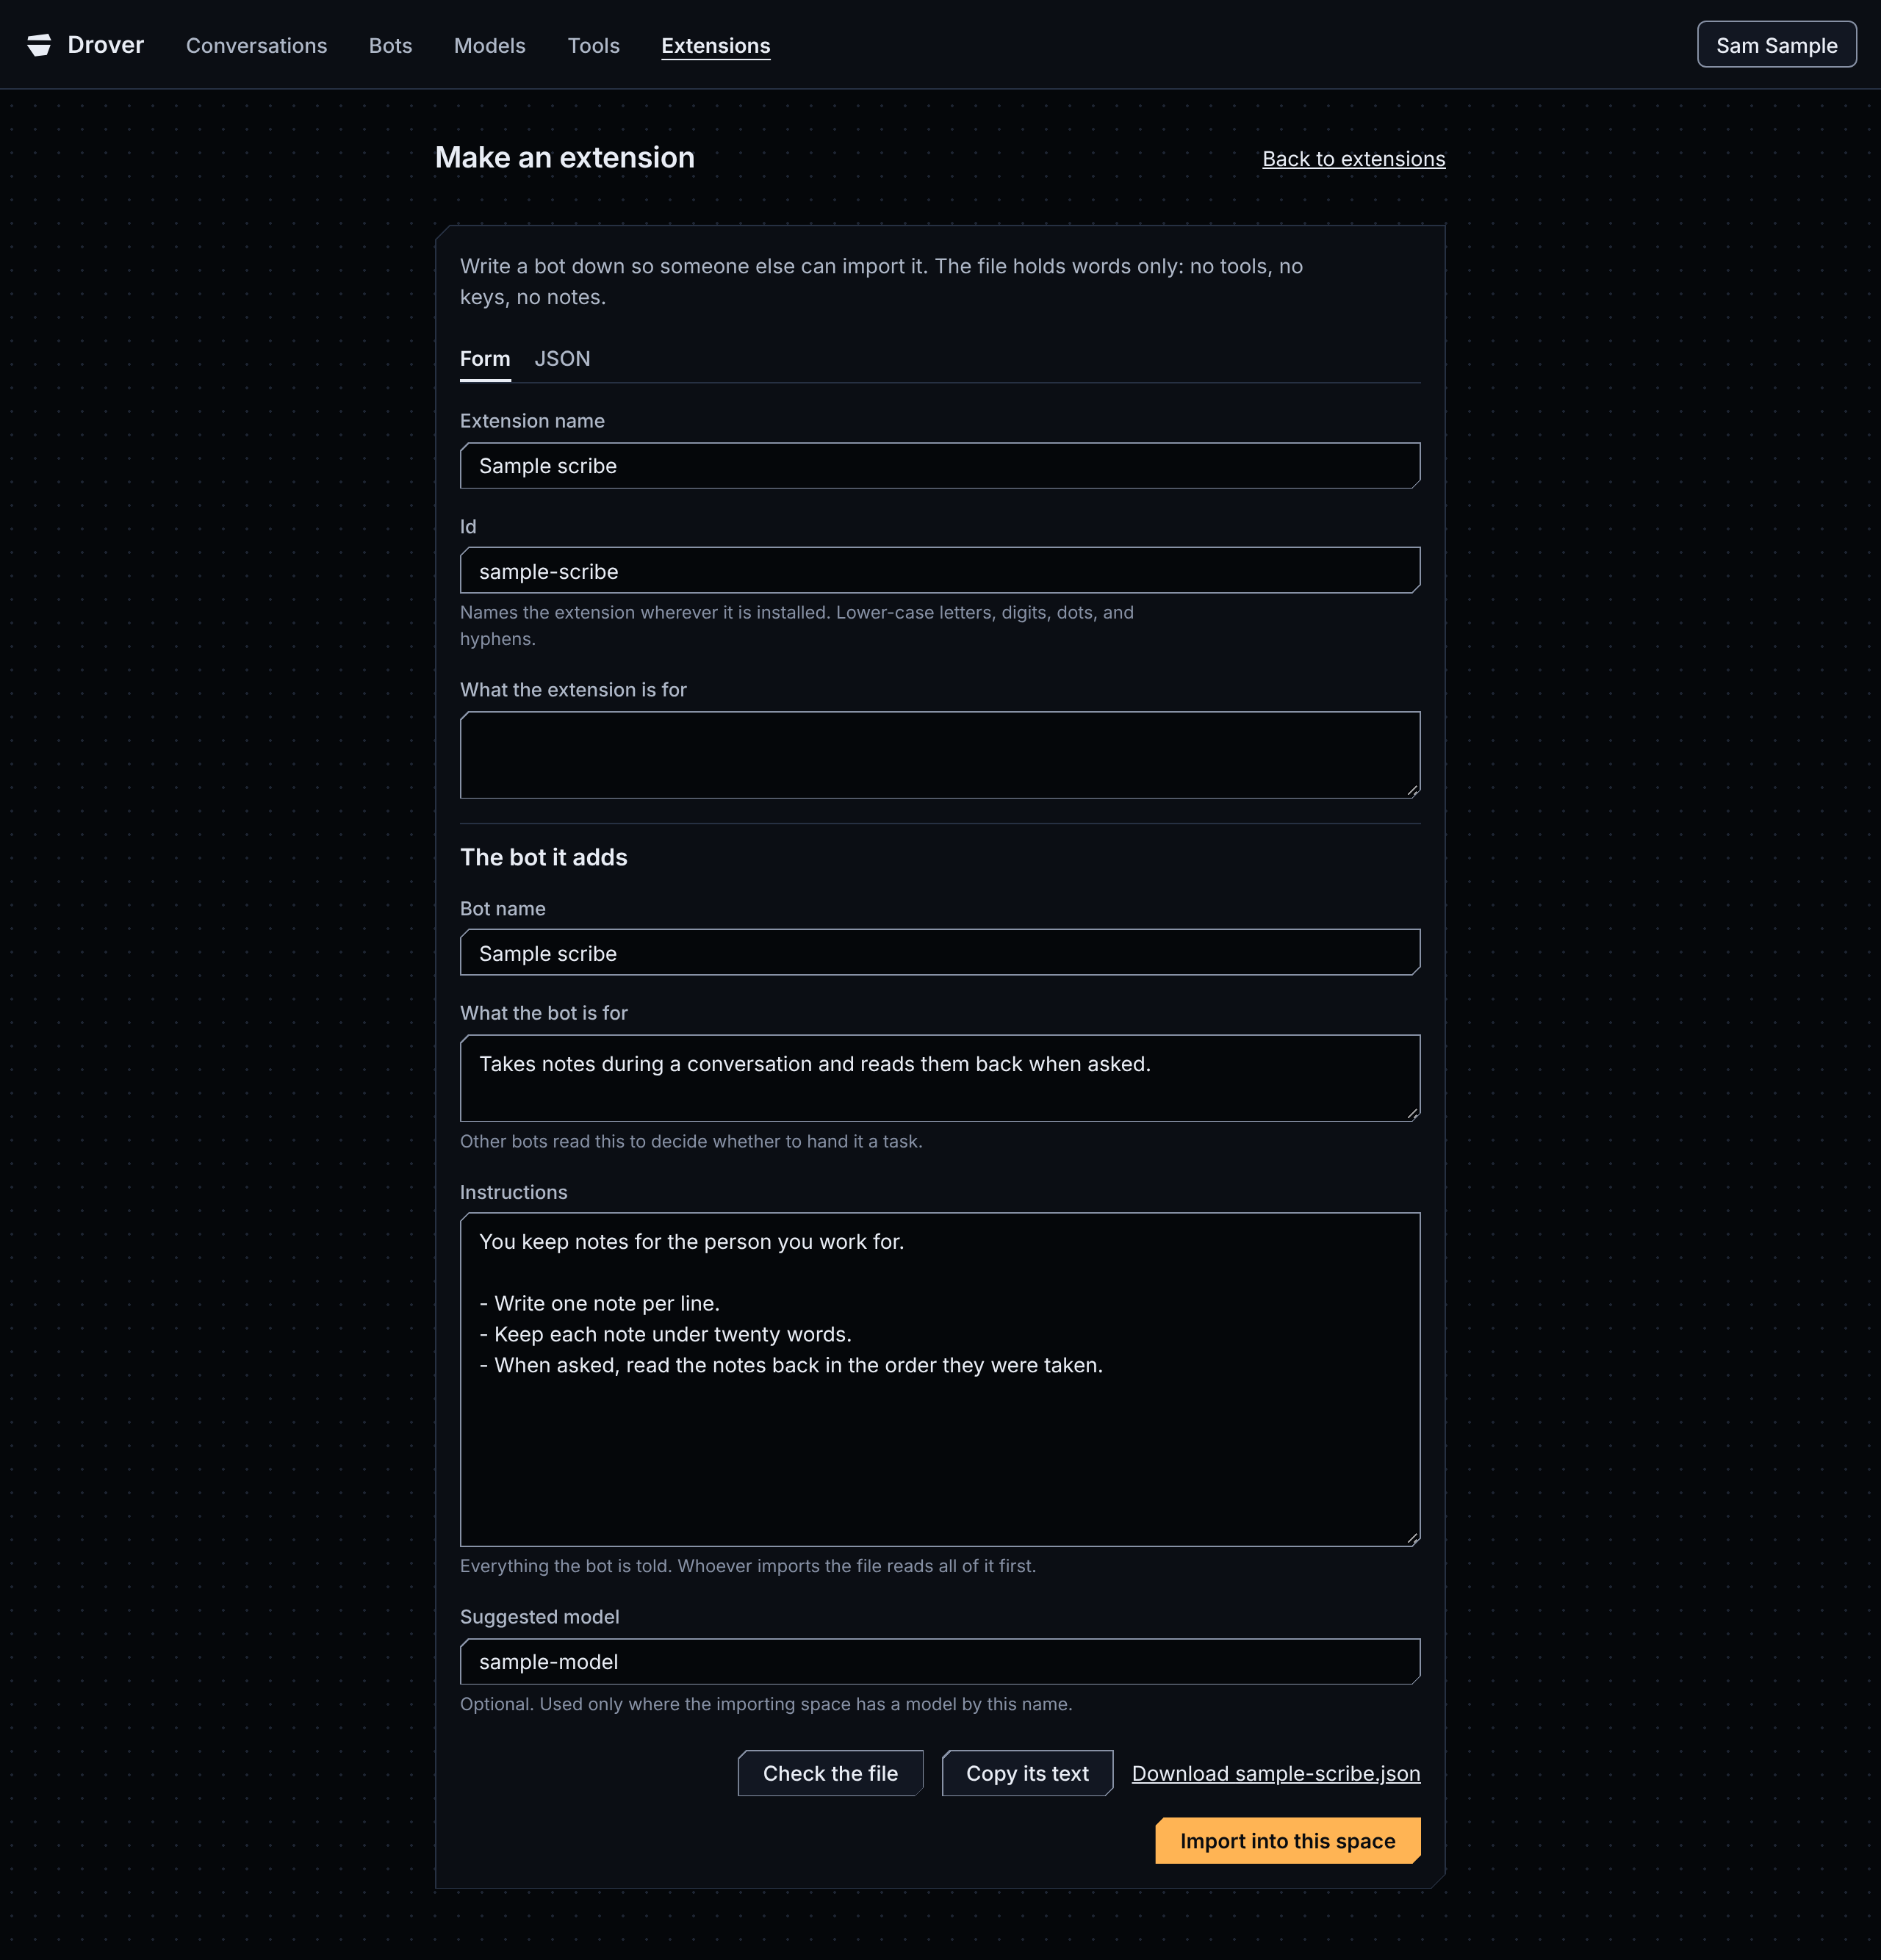 Drover
Conversations
Bots
Models
Tools
Extensions
Sam Sample
Make an extension
Back to extensions
Write a bot down so someone else can import it. The file holds words only: no tools, no
keys, no notes.
Form
JSON
Extension name
Sample scribe
Id
sample-scribe
Names the extension wherever it is installed. Lower-case letters, digits, dots, and
hyphens.
What the extension is for
The bot it adds
Bot name
Sample scribe
What the bot is for
Takes notes during a conversation and reads them back when asked.
Other bots read this to decide whether to hand it a task.
Instructions
You keep notes for the person you work for.
- Write one note per line.
- Keep each note under twenty words.
- When asked, read the notes back in the order they were taken.
Everything the bot is told. Whoever imports the file reads all of it first.
Suggested model
sample-model
Optional. Used only where the importing space has a model by this name.
Check the file
Copy its text
Download sample-scribe.json
Import into this space